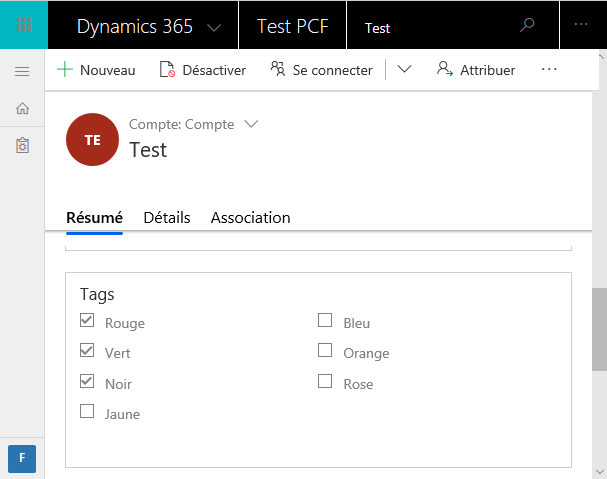 Dynamics 365 Test PCF Test
Nouveau Désactiver Se connecter Attribuer
TE
Compte: Compte
Test
Résumé Détails Association
Tags
Rouge Bleu
Vert Orange
Noir Rose
Jaune
F